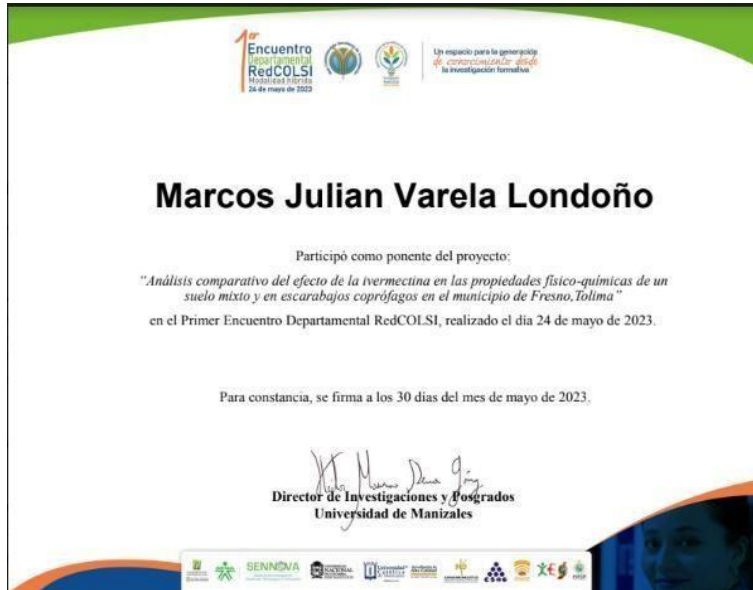 1er
Encuentro
Departamental
RedCOLSI
Modalidad híbrida
24 de mayo de 2023
Un espacio para la generación
de conocimiento desde
la investigación formativa
Marcos Julian Varela Londoño
Participó como ponente del proyecto:
“Análisis comparativo del efecto de la ivermectina en las propiedades físico-químicas de un
suelo mixto y en escarabajos coprófagos en el municipio de Fresno,Tolima”
en el Primer Encuentro Departamental RedCOLSI, realizado el día 24 de mayo de 2023.
Para constancia, se firma a los 30 días del mes de mayo de 2023.
Director de Investigaciones y Posgrados
Universidad de Manizales
SENNOVA
NACIONAL
Universidad
Católica